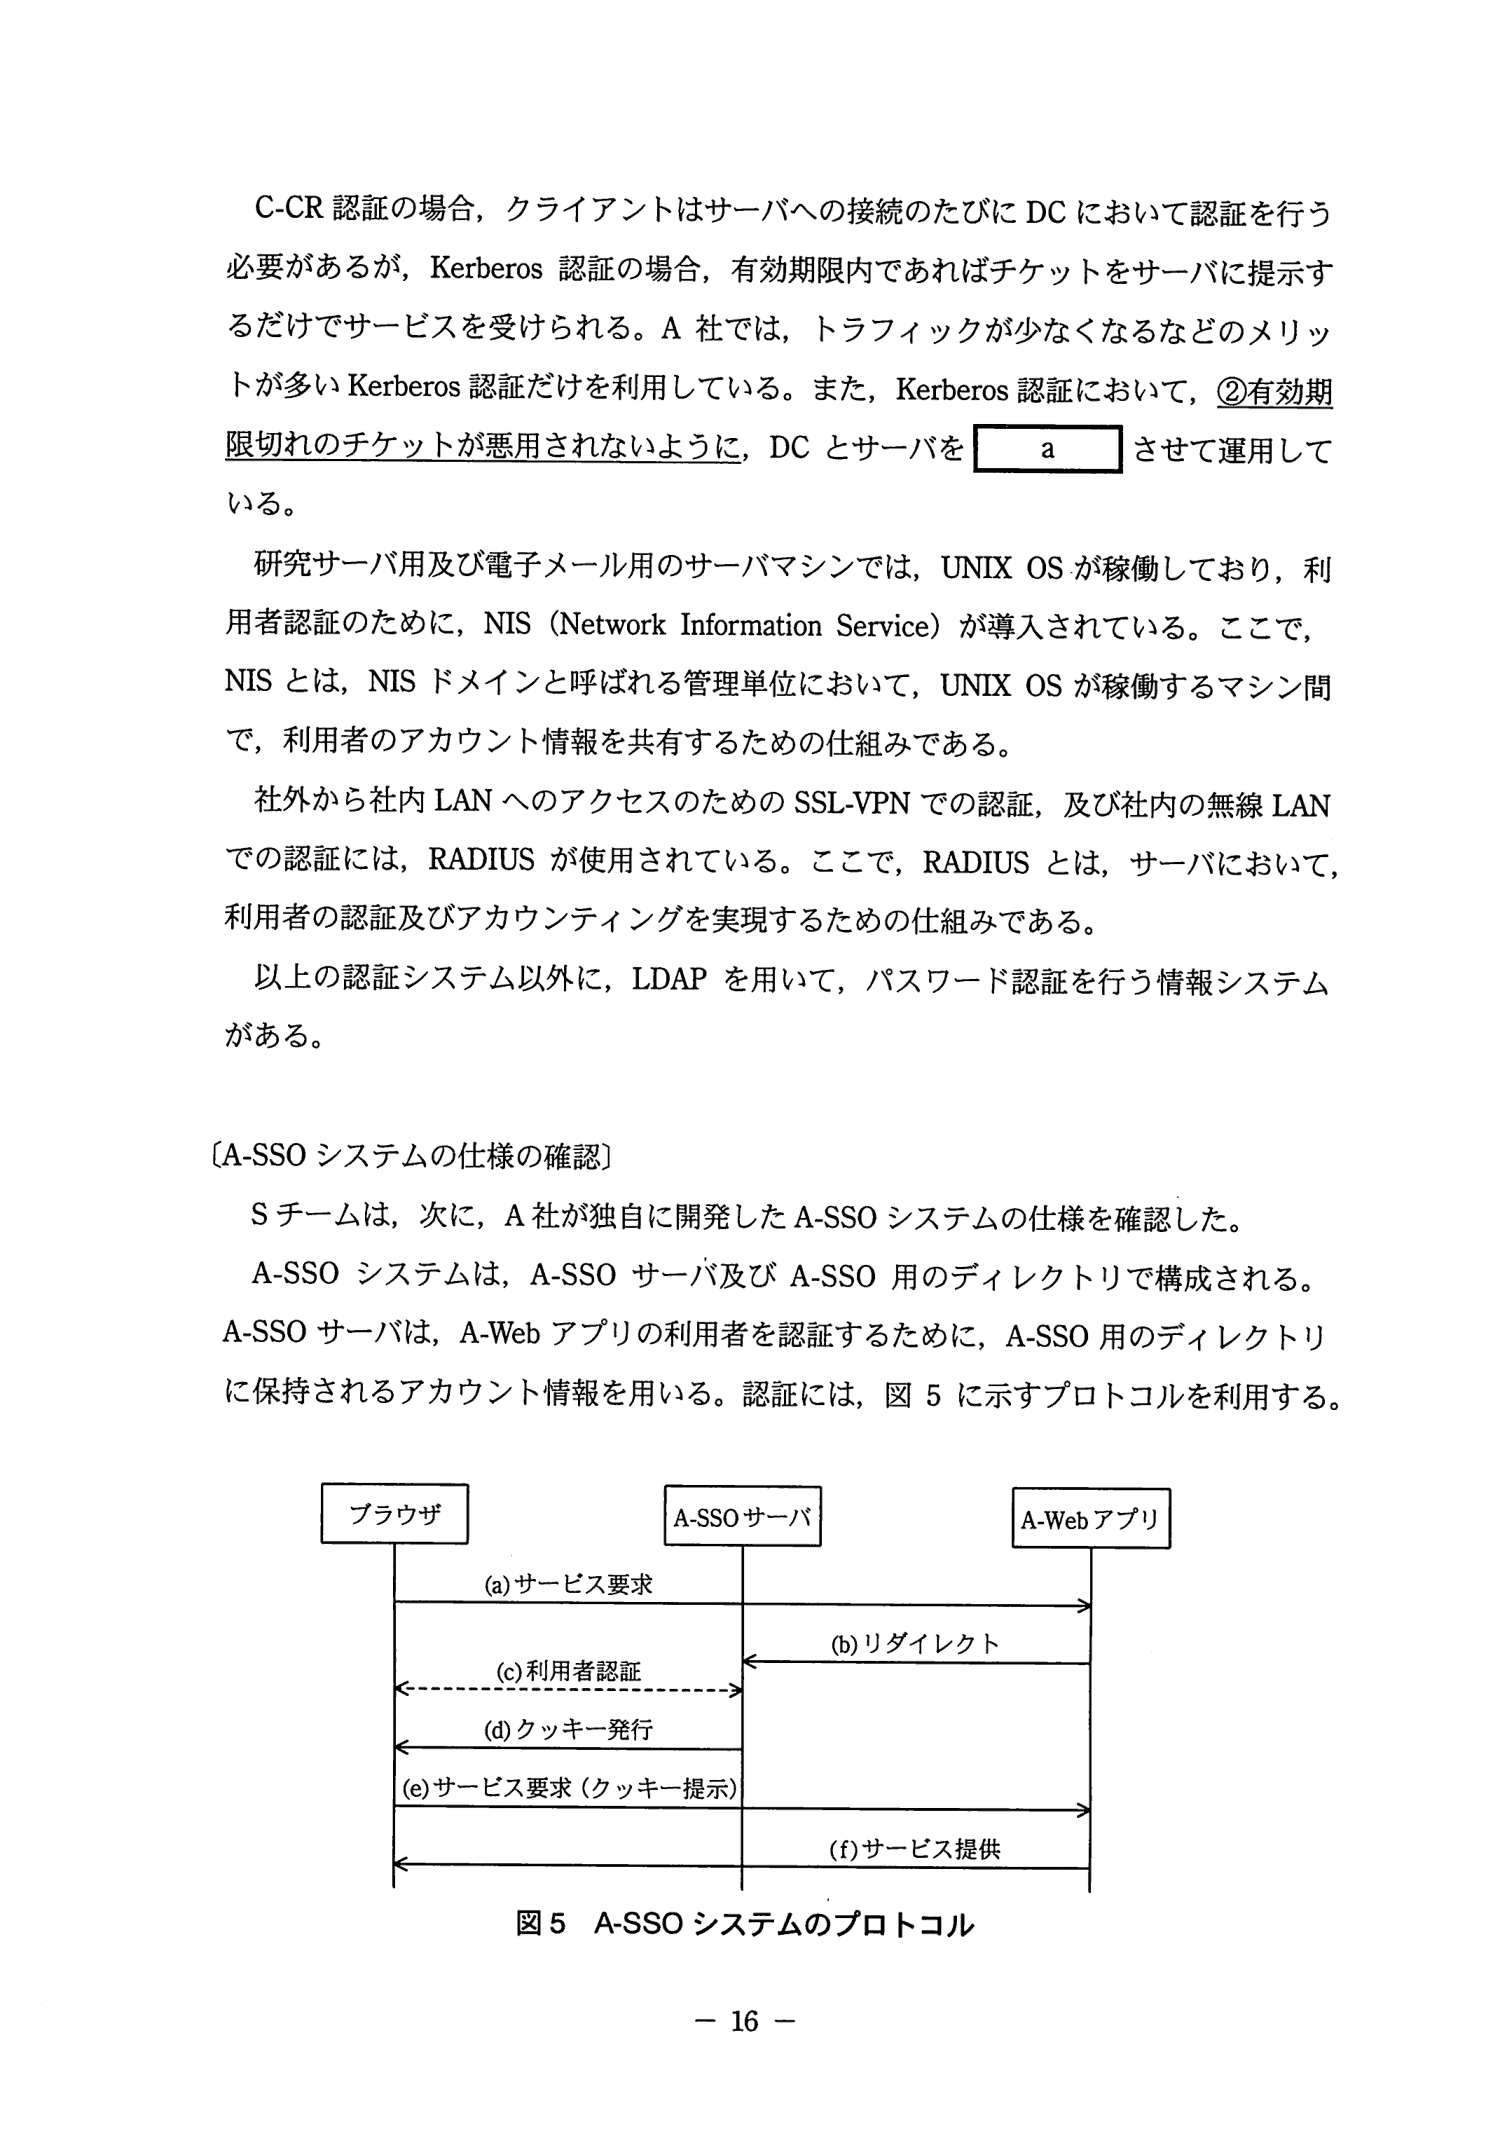 C-CR 認証の場合，クライアントはサーバへの接続のたびに DC において認証を行う
必要があるが，Kerberos 認証の場合，有効期限内であればチケットをサーバに提示す
るだけでサービスを受けられる。A 社では，トラフィックが少なくなるなどのメリッ
トが多い Kerberos 認証だけを利用している。また，Kerberos 認証において，②有効期
限切れのチケットが悪用されないように，DC とサーバを a させて運用して
いる。
研究サーバ用及び電子メール用のサーバマシンでは，UNIX OS が稼働しており，利
用者認証のために，NIS（Network Information Service）が導入されている。ここで，
NIS とは，NIS ドメインと呼ばれる管理単位において，UNIX OS が稼働するマシン間
で，利用者のアカウント情報を共有するための仕組みである。
社外から社内 LAN へのアクセスのための SSL-VPN での認証，及び社内の無線 LAN
での認証には，RADIUS が使用されている。ここで，RADIUS とは，サーバにおいて，
利用者の認証及びアカウンティングを実現するための仕組みである。
以上の認証システム以外に，LDAP を用いて，パスワード認証を行う情報システム
がある。
〔A-SSO システムの仕様の確認〕
S チームは，次に，A 社が独自に開発した A-SSO システムの仕様を確認した。
A-SSO システムは，A-SSO サーバ及び A-SSO 用のディレクトリで構成される。
A-SSO サーバは，A-Web アプリの利用者を認証するために，A-SSO 用のディレクトリ
に保持されるアカウント情報を用いる。認証には，図 5 に示すプロトコルを利用する。
ブラウザ
A-SSOサーバ
A-Webアプリ
(a)サービス要求
(b)リダイレクト
(c)利用者認証
(d)クッキー発行
(e)サービス要求（クッキー提示）
(f)サービス提供
図5 A-SSO システムのプロトコル
－ 16 －